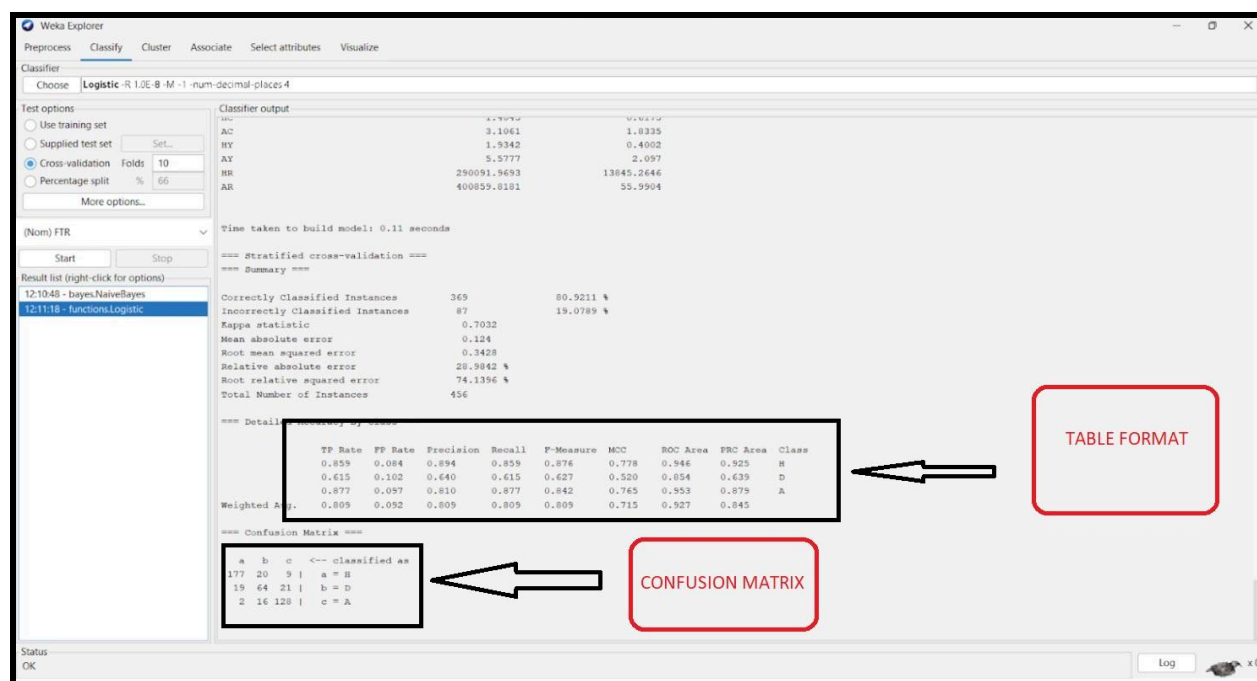 Weka Explorer
Preprocess Classify Cluster Associate Select attributes Visualize
Classifier
Choose Logistic -R 1.0E-8 -M -1 -num-decimal-places 4
Test options
Use training set
Supplied test set Set...
Cross-validation Folds 10
Percentage split % 66
More options...
(Nom) FTR
Start Stop
Result list (right-click for options)
12:10:48 - bayes.NaiveBayes
12:11:18 - functions.Logistic
Classifier output
AC 3.1061 1.8335
HY 1.9342 0.4002
AY 5.5777 2.097
HR 290091.9693 13845.2646
AR 400859.8181 55.9904
Time taken to build model: 0.11 seconds
=== Stratified cross-validation ===
=== Summary ===
Correctly Classified Instances 369 80.9211 %
Incorrectly Classified Instances 87 19.0789 %
Kappa statistic 0.7032
Mean absolute error 0.124
Root mean squared error 0.3428
Relative absolute error 28.9842 %
Root relative squared error 74.1396 %
Total Number of Instances 456
=== Detailed Accuracy By Class
TP Rate FP Rate Precision Recall F-Measure MCC ROC Area PRC Area Class
0.859 0.084 0.894 0.859 0.876 0.778 0.946 0.925 H
0.615 0.102 0.640 0.615 0.627 0.520 0.854 0.639 D
0.877 0.097 0.810 0.877 0.842 0.765 0.953 0.879 A
Weighted Avg. 0.809 0.092 0.809 0.809 0.809 0.715 0.927 0.845
TABLE FORMAT
=== Confusion Matrix ===
a b c <-- classified as
177 20 9 | a = H
19 64 21 | b = D
2 16 128 | c = A
CONFUSION MATRIX
Status
OK
Log